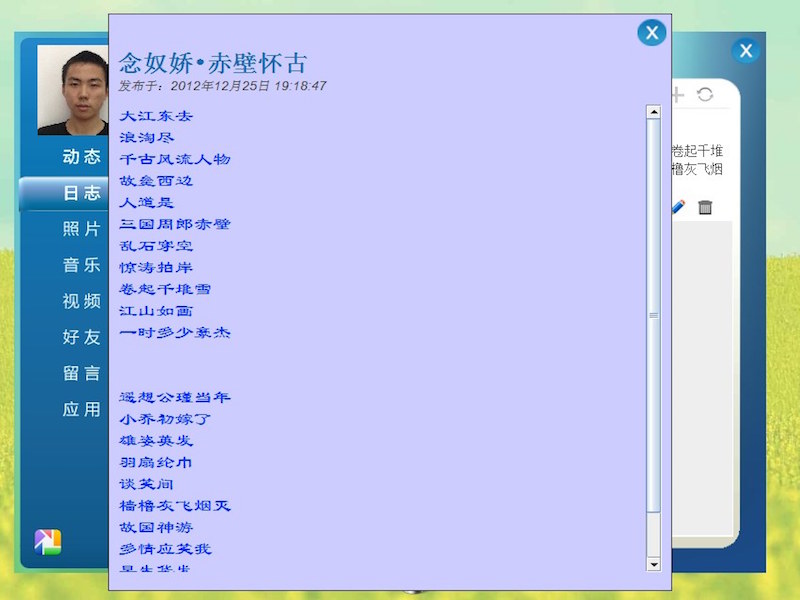 念奴娇•赤壁怀古
发布于：2012年12月25日 19:18:47
大江东去
浪淘尽
千古风流人物
故垒西边
人道是
三国周郎赤壁
乱石穿空
惊涛拍岸
卷起千堆雪
江山如画
一时多少豪杰
遥想公瑾当年
小乔初嫁了
雄姿英发
羽扇纶巾
谈笑间
樯橹灰飞烟灭
故国神游
多情应笑我
早生华发
动态
日志
照片
音乐
视频
好友
留言
应用
卷起千堆
橹灰飞烟